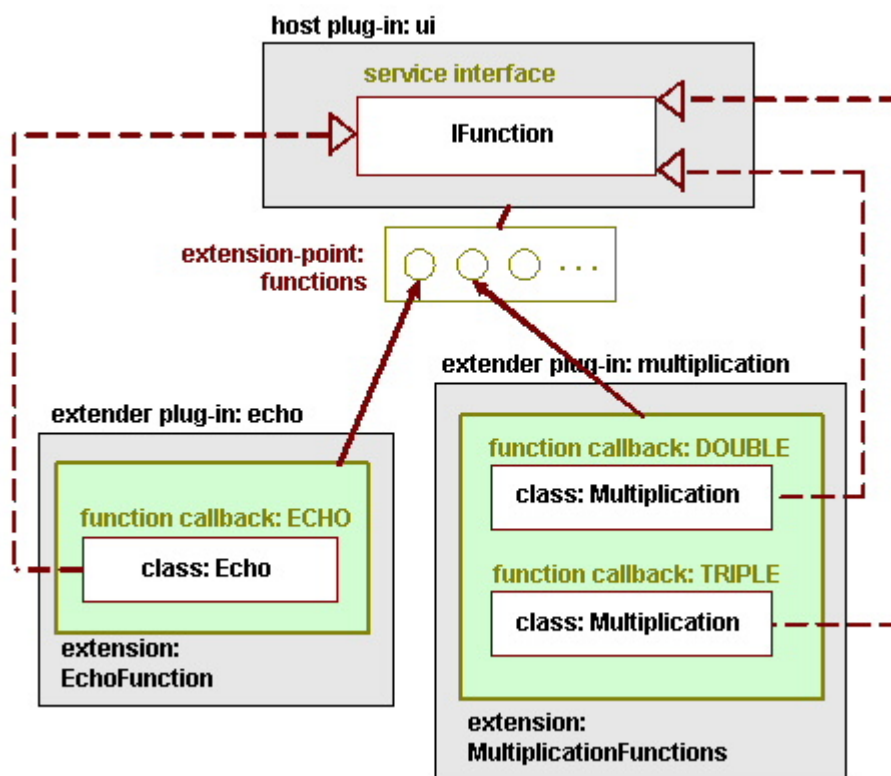 host plug-in: ui
service interface
IFunction
extension-point:
functions
. . .
extender plug-in: multiplication
extender plug-in: echo
function callback: DOUBLE
class: Multiplication
function callback: ECHO
class: Echo
function callback: TRIPLE
class: Multiplication
extension:
EchoFunction
extension:
MultiplicationFunctions